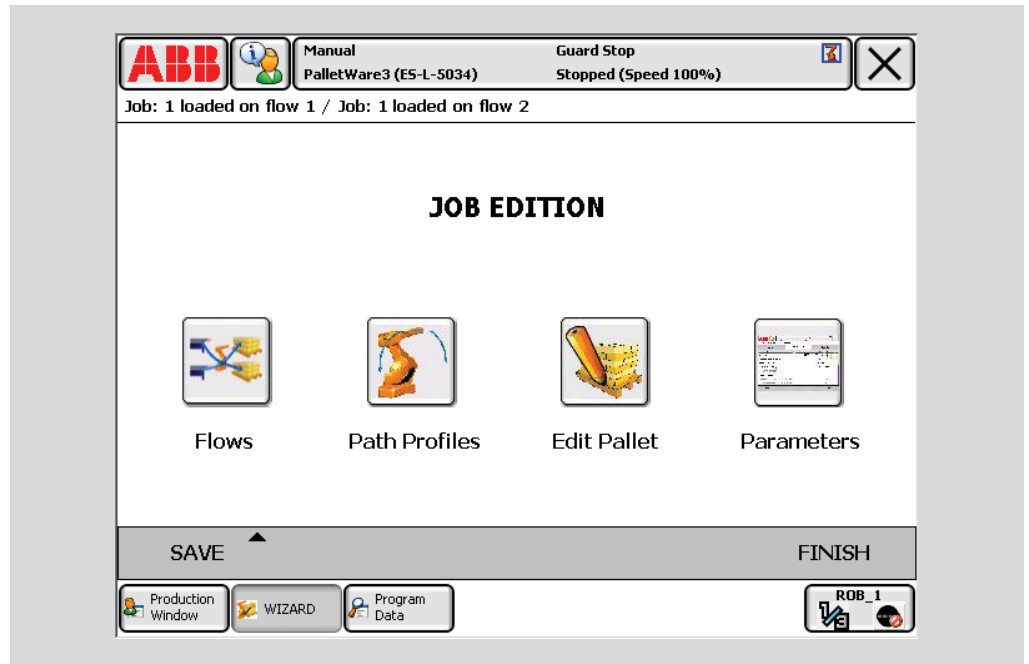 ABB
Manual
PalletWare3 (ES-L-5034)
Guard Stop
Stopped (Speed 100%)
Job: 1 loaded on flow 1 / Job: 1 loaded on flow 2
JOB EDITION
Flows
Path Profiles
Edit Pallet
Parameters
SAVE
FINISH
Production
Window
WIZARD
Program
Data
ROB_1
1/3